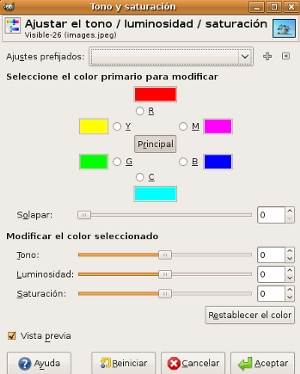 Tono y saturación
Ajustar el tono / luminosidad / saturación
Visible-26 (images.jpeg)
Ajustes prefijados:
Seleccione el color primario para modificar
R
Y M
Principal
G B
C
Solapar: 0
Modificar el color seleccionado
Tono: 0
Luminosidad: 0
Saturación: 0
Restablecer el color
Vista previa
Ayuda Reiniciar Cancelar Aceptar